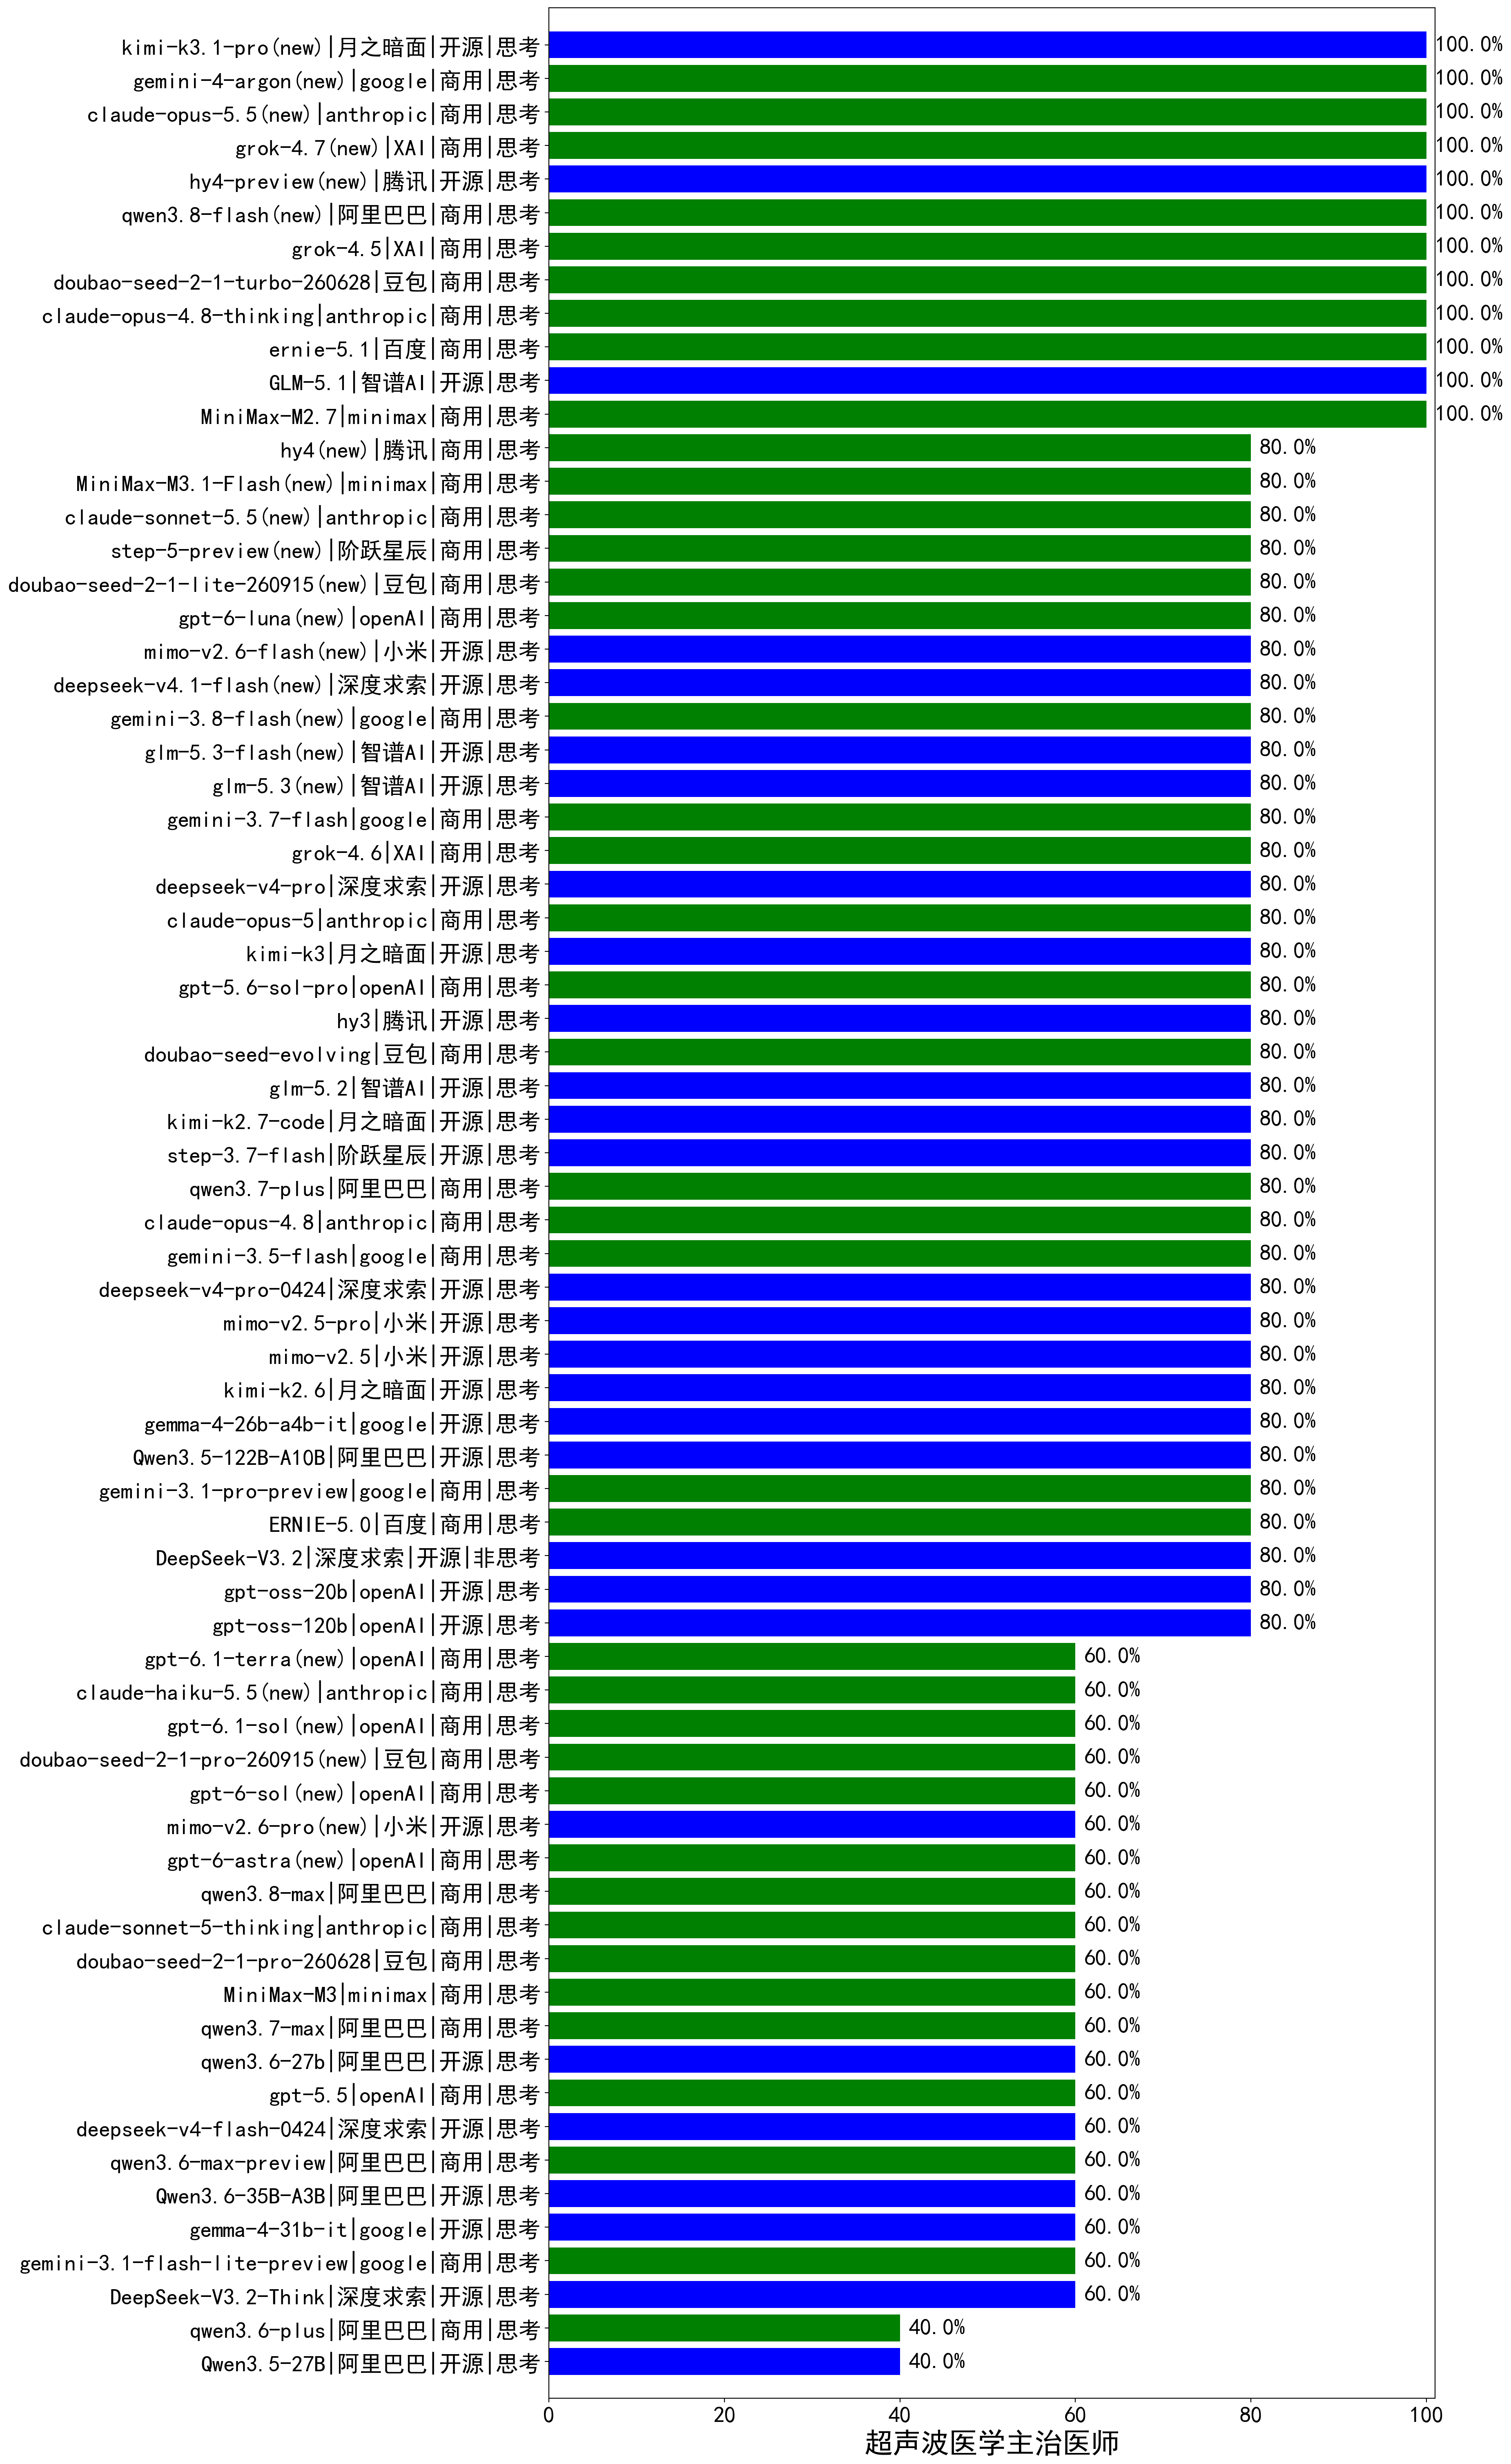 kimi-k3.1-pro(new)|月之暗面|开源|思考 100.0%
gemini-4-argon(new)|google|商用|思考 100.0%
claude-opus-5.5(new)|anthropic|商用|思考 100.0%
grok-4.7(new)|XAI|商用|思考 100.0%
hy4-preview(new)|腾讯|开源|思考 100.0%
qwen3.8-flash(new)|阿里巴巴|商用|思考 100.0%
grok-4.5|XAI|商用|思考 100.0%
doubao-seed-2-1-turbo-260628|豆包|商用|思考 100.0%
claude-opus-4.8-thinking|anthropic|商用|思考 100.0%
ernie-5.1|百度|商用|思考 100.0%
GLM-5.1|智谱AI|开源|思考 100.0%
MiniMax-M2.7|minimax|商用|思考 100.0%
hy4(new)|腾讯|商用|思考 80.0%
MiniMax-M3.1-Flash(new)|minimax|商用|思考 80.0%
claude-sonnet-5.5(new)|anthropic|商用|思考 80.0%
step-5-preview(new)|阶跃星辰|商用|思考 80.0%
doubao-seed-2-1-lite-260915(new)|豆包|商用|思考 80.0%
gpt-6-luna(new)|openAI|商用|思考 80.0%
mimo-v2.6-flash(new)|小米|开源|思考 80.0%
deepseek-v4.1-flash(new)|深度求索|开源|思考 80.0%
gemini-3.8-flash(new)|google|商用|思考 80.0%
glm-5.3-flash(new)|智谱AI|开源|思考 80.0%
glm-5.3(new)|智谱AI|开源|思考 80.0%
gemini-3.7-flash|google|商用|思考 80.0%
grok-4.6|XAI|商用|思考 80.0%
deepseek-v4-pro|深度求索|开源|思考 80.0%
claude-opus-5|anthropic|商用|思考 80.0%
kimi-k3|月之暗面|开源|思考 80.0%
gpt-5.6-sol-pro|openAI|商用|思考 80.0%
hy3|腾讯|开源|思考 80.0%
doubao-seed-evolving|豆包|商用|思考 80.0%
glm-5.2|智谱AI|开源|思考 80.0%
kimi-k2.7-code|月之暗面|开源|思考 80.0%
step-3.7-flash|阶跃星辰|开源|思考 80.0%
qwen3.7-plus|阿里巴巴|商用|思考 80.0%
claude-opus-4.8|anthropic|商用|思考 80.0%
gemini-3.5-flash|google|商用|思考 80.0%
deepseek-v4-pro-0424|深度求索|开源|思考 80.0%
mimo-v2.5-pro|小米|开源|思考 80.0%
mimo-v2.5|小米|开源|思考 80.0%
kimi-k2.6|月之暗面|开源|思考 80.0%
gemma-4-26b-a4b-it|google|开源|思考 80.0%
Qwen3.5-122B-A10B|阿里巴巴|开源|思考 80.0%
gemini-3.1-pro-preview|google|商用|思考 80.0%
ERNIE-5.0|百度|商用|思考 80.0%
DeepSeek-V3.2|深度求索|开源|非思考 80.0%
gpt-oss-20b|openAI|开源|思考 80.0%
gpt-oss-120b|openAI|开源|思考 80.0%
gpt-6.1-terra(new)|openAI|商用|思考 60.0%
claude-haiku-5.5(new)|anthropic|商用|思考 60.0%
gpt-6.1-sol(new)|openAI|商用|思考 60.0%
doubao-seed-2-1-pro-260915(new)|豆包|商用|思考 60.0%
gpt-6-sol(new)|openAI|商用|思考 60.0%
mimo-v2.6-pro(new)|小米|开源|思考 60.0%
gpt-6-astra(new)|openAI|商用|思考 60.0%
qwen3.8-max|阿里巴巴|商用|思考 60.0%
claude-sonnet-5-thinking|anthropic|商用|思考 60.0%
doubao-seed-2-1-pro-260628|豆包|商用|思考 60.0%
MiniMax-M3|minimax|商用|思考 60.0%
qwen3.7-max|阿里巴巴|商用|思考 60.0%
qwen3.6-27b|阿里巴巴|开源|思考 60.0%
gpt-5.5|openAI|商用|思考 60.0%
deepseek-v4-flash-0424|深度求索|开源|思考 60.0%
qwen3.6-max-preview|阿里巴巴|商用|思考 60.0%
Qwen3.6-35B-A3B|阿里巴巴|开源|思考 60.0%
gemma-4-31b-it|google|开源|思考 60.0%
gemini-3.1-flash-lite-preview|google|商用|思考 60.0%
DeepSeek-V3.2-Think|深度求索|开源|思考 60.0%
qwen3.6-plus|阿里巴巴|商用|思考 40.0%
Qwen3.5-27B|阿里巴巴|开源|思考 40.0%
0 20 40 60 80 100
超声波医学主治医师